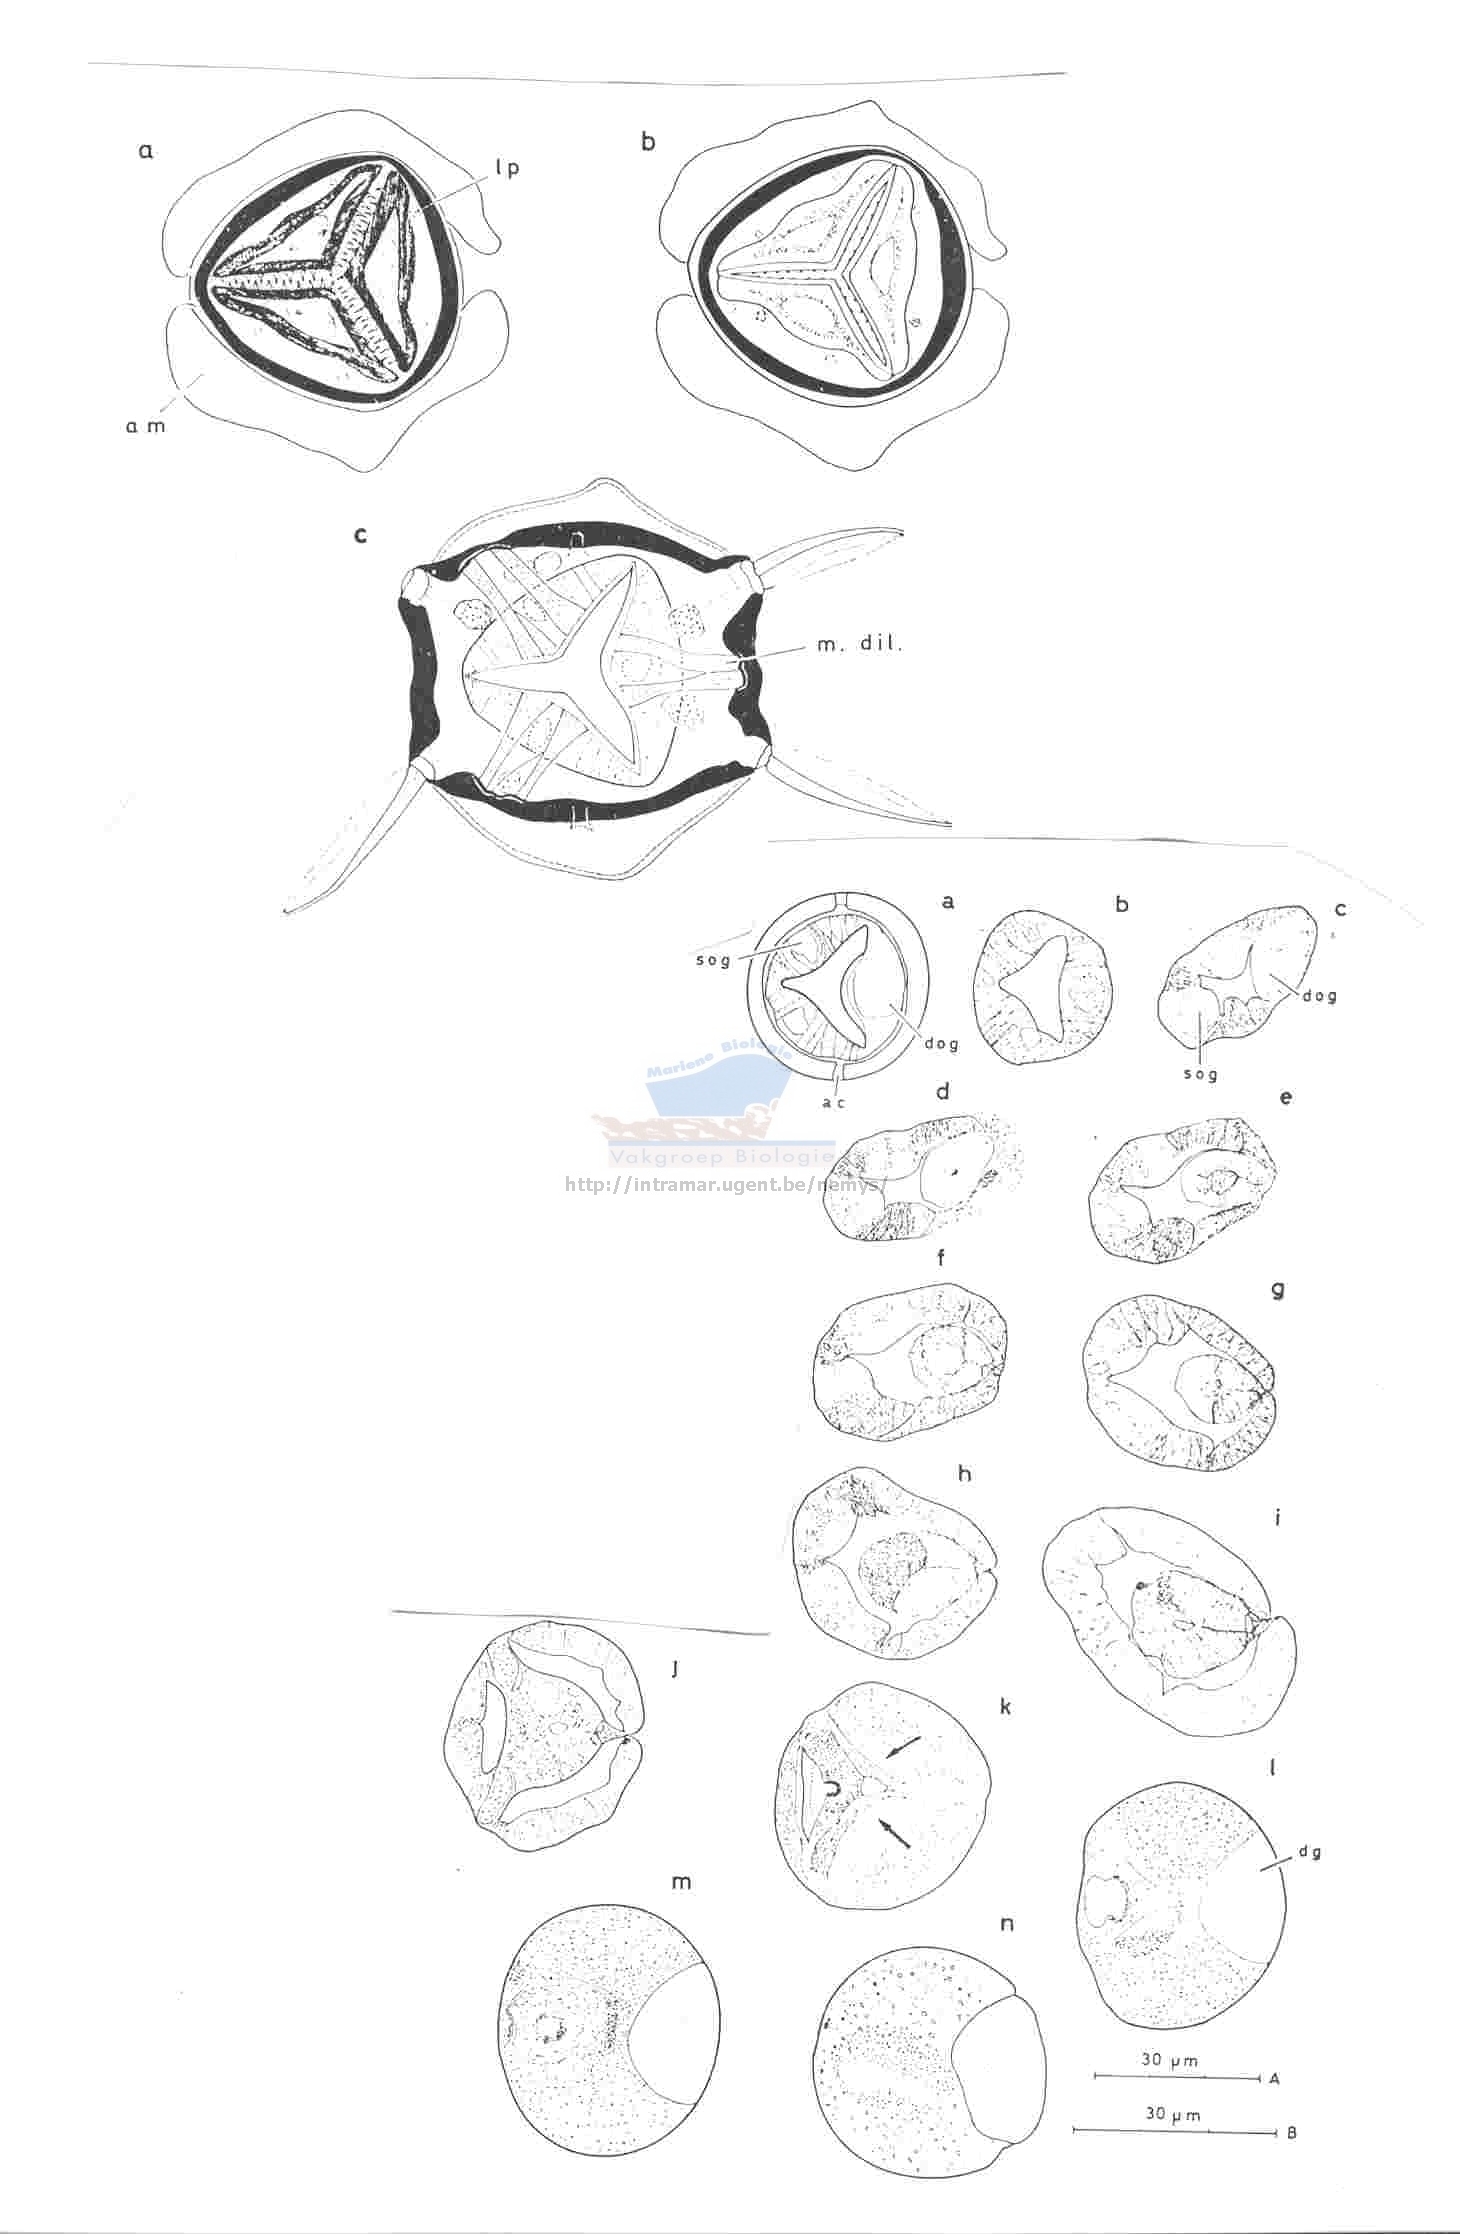 a
b
lp
am
c
m. dil.
a
b
c
sog
dog
dog
sog
ac
Mariene Biologie
Vakgroep Biologie
http://intramar.ugent.be/nemys/
d
e
f
g
h
i
j
k
l
dg
m
n
30 µm
A
30 µm
B